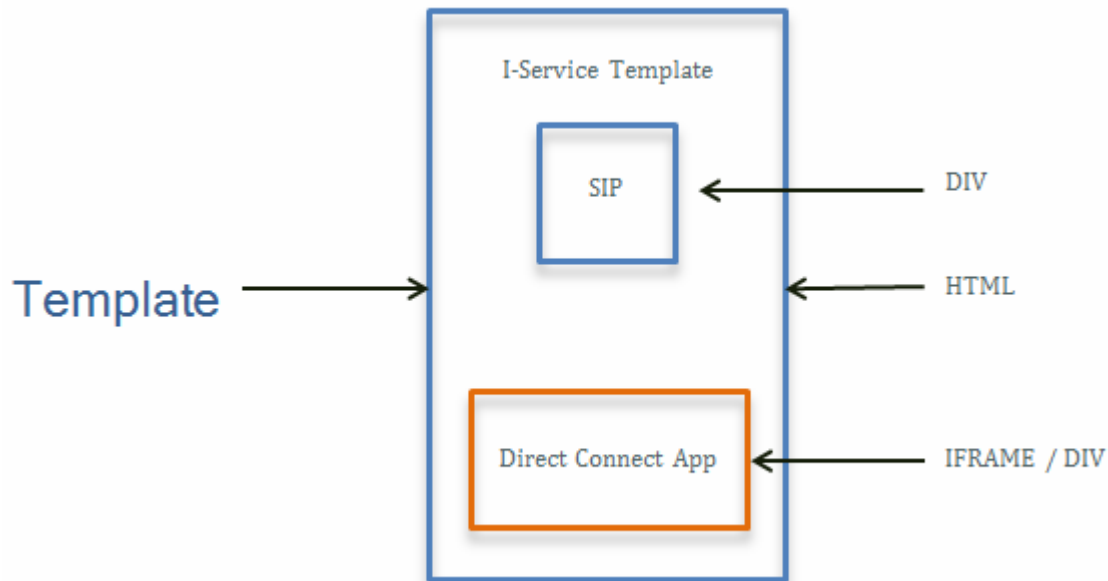 I-Service Template
SIP
DIV
Template
HTML
Direct Connect App
IFRAME / DIV